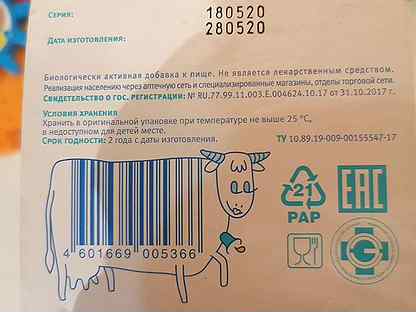 Серия: 180520
280520
Дата изготовления:
Биологически активная добавка к пище. Не является лекарственным средством.
Реализация населению через аптечную сеть и специализированные магазины, отделы торговой сети.
Свидетельство о гос. регистрации: № RU.77.99.11.003.Е.004624.10.17 от 31.10.2017 г.
Условия хранения
Хранить в оригинальной упаковке при температуре не выше 25 °С,
в недоступном для детей месте.
Срок годности: 2 года с даты изготовления.
ТУ 10.89.19-009-00155547-17
21
PAP
ЕАС
4 601669 005366